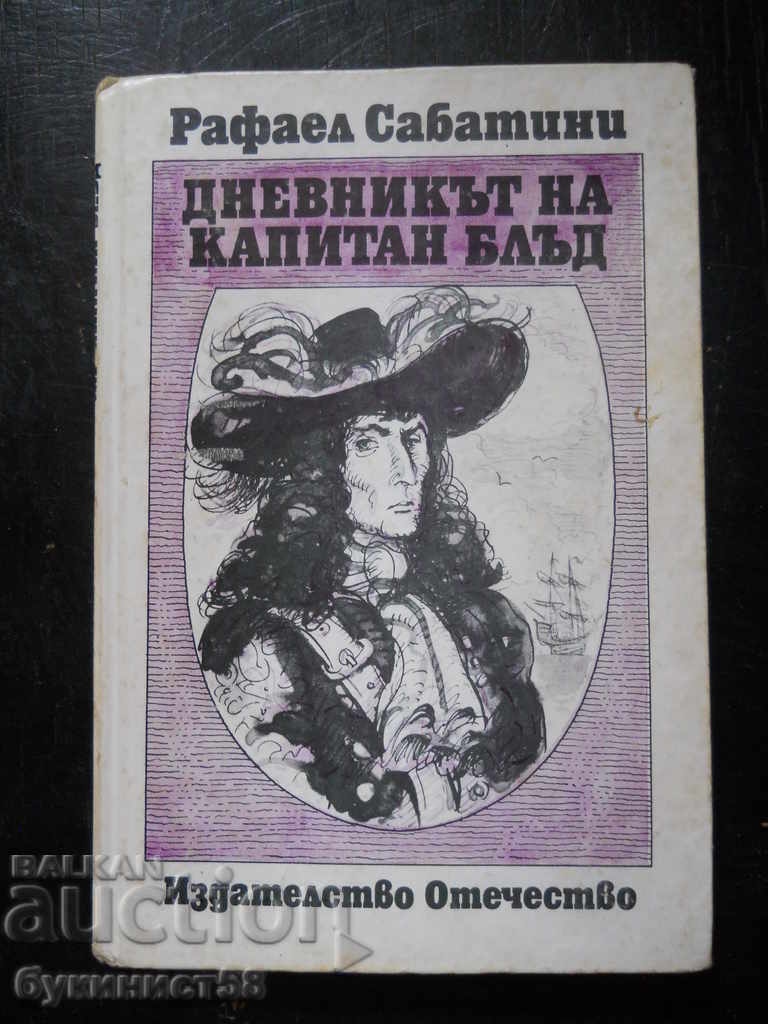 Рафаел Сабатини
ДНЕВНИКЪТ НА
КАПИТАН БЛЪД
Издателство Отечество
BALKAN
auction
букинист58